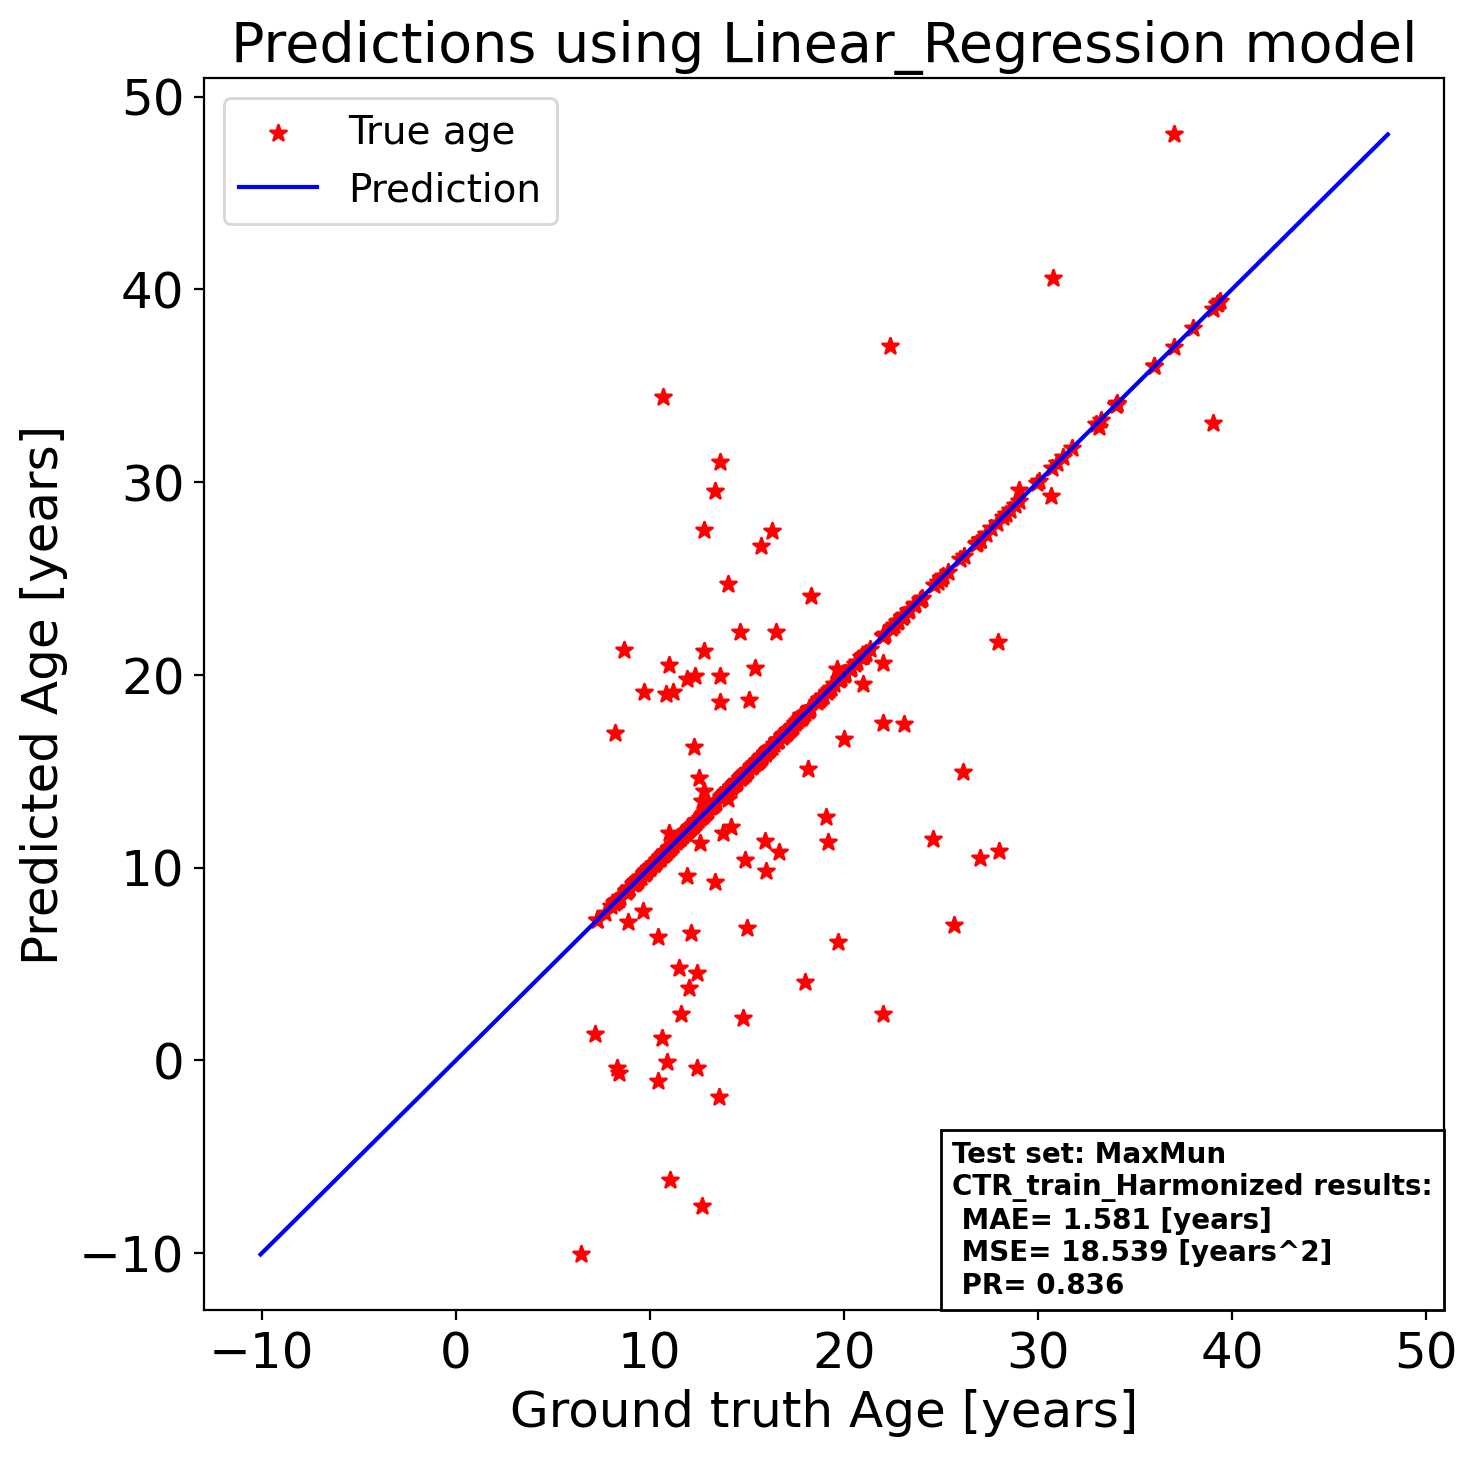 Predictions using Linear_Regression model
True age
Prediction
50
40
30
20
10
0
−10
Predicted Age [years]
Test set: MaxMun
CTR_train_Harmonized results:
MAE= 1.581 [years]
MSE= 18.539 [years^2]
PR= 0.836
−10 0 10 20 30 40 50
Ground truth Age [years]